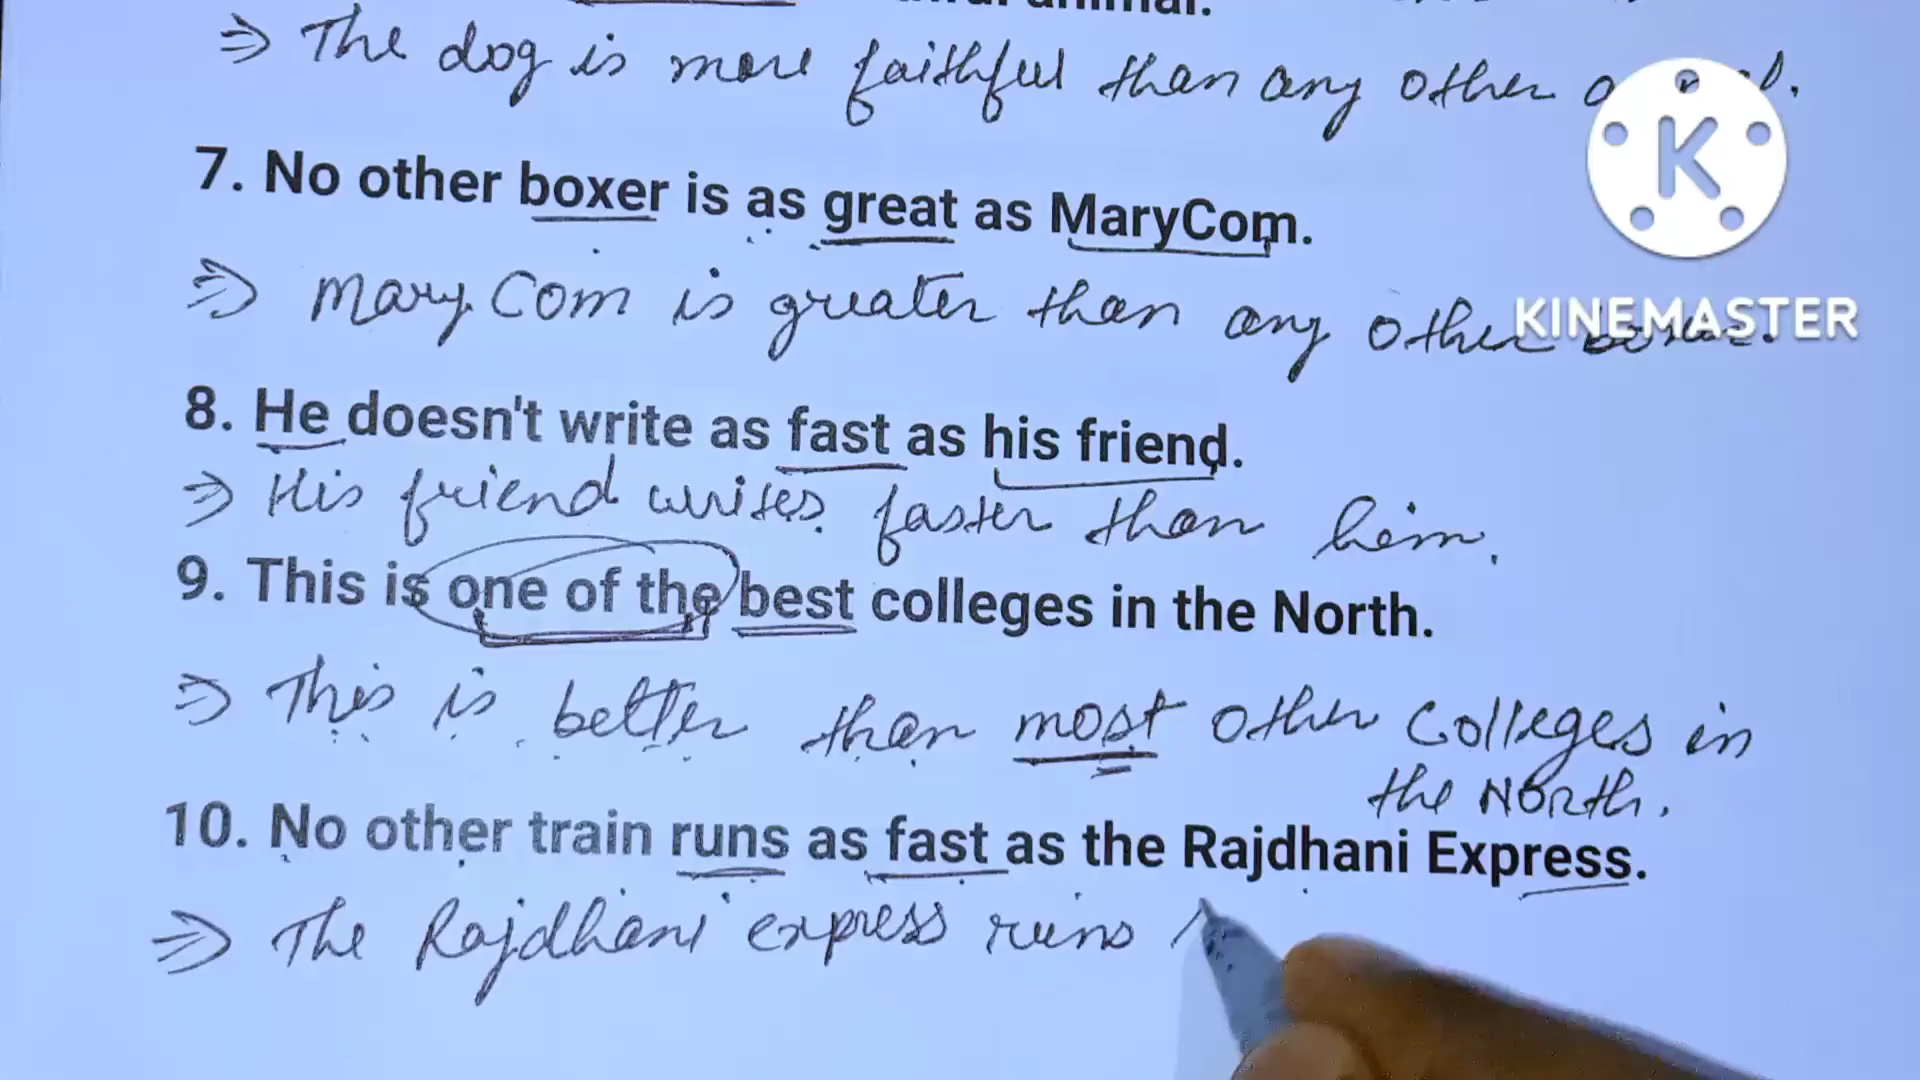 animal.
⇒ The dog is more faithful than any other
7. No other boxer is as great as MaryCom.
⇒ Mary Com is greater than any other boxer.
KINEMASTER
8. He doesn't write as fast as his friend.
⇒ His friend writes faster than him.
9. This is one of the best colleges in the North.
⇒ This is better than most other colleges in
the North.
10. No other train runs as fast as the Rajdhani Express.
⇒ The Rajdhani express runs